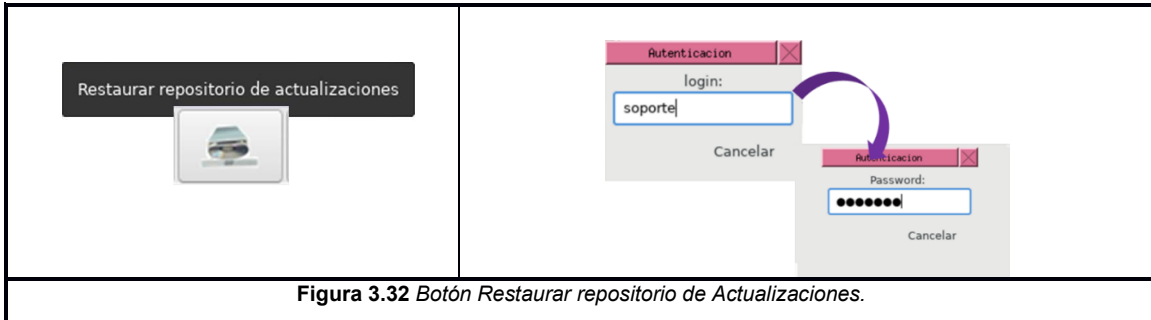 Restaurar repositorio de actualizaciones
Autenticacion
login:
soporte
Cancelar
Autenticacion
Password:
●●●●●●●
Cancelar
Figura 3.32 Botón Restaurar repositorio de Actualizaciones.